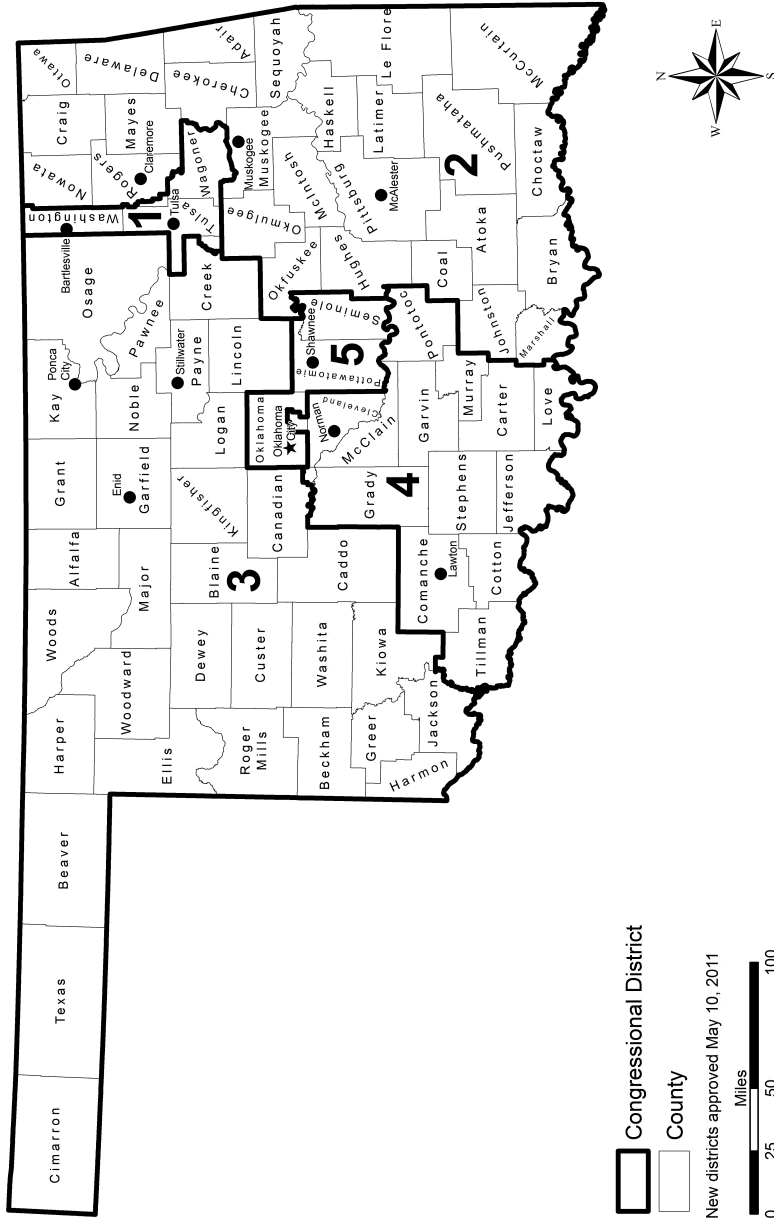 Cimarron
Texas
Beaver
Harper
Woods
Alfalfa
Grant
Kay
Ponca
City
Osage
Bartlesville
Washington
Nowata
Craig
Ottawa
Ellis
Woodward
Major
Garfield
Enid
Noble
Pawnee
1
Tulsa
Tulsa
Rogers
Claremore
Mayes
Delaware
Roger
Mills
Dewey
Blaine
Kingfisher
Logan
Payne
Stillwater
Creek
Wagoner
Cherokee
Adair
Beckham
Custer
3
Canadian
Oklahoma
Oklahoma
City
Lincoln
Okmulgee
Muskogee
Muskogee
Sequoyah
Greer
Washita
Caddo
Grady
McClain
Cleveland
Norman
Pottawatomie
Shawnee
5
Seminole
Okfuskee
Hughes
McIntosh
Pittsburg
McAlester
Haskell
Latimer
Le Flore
Harmon
Jackson
Kiowa
Comanche
Lawton
4
Stephens
Garvin
Murray
Pontotoc
Coal
Atoka
2
Pushmataha
McCurtain
Tillman
Cotton
Jefferson
Carter
Love
Johnston
Marshall
Bryan
Choctaw
N
W
E
S
Congressional District
County
New districts approved May 10, 2011
Miles
0
25
50
100